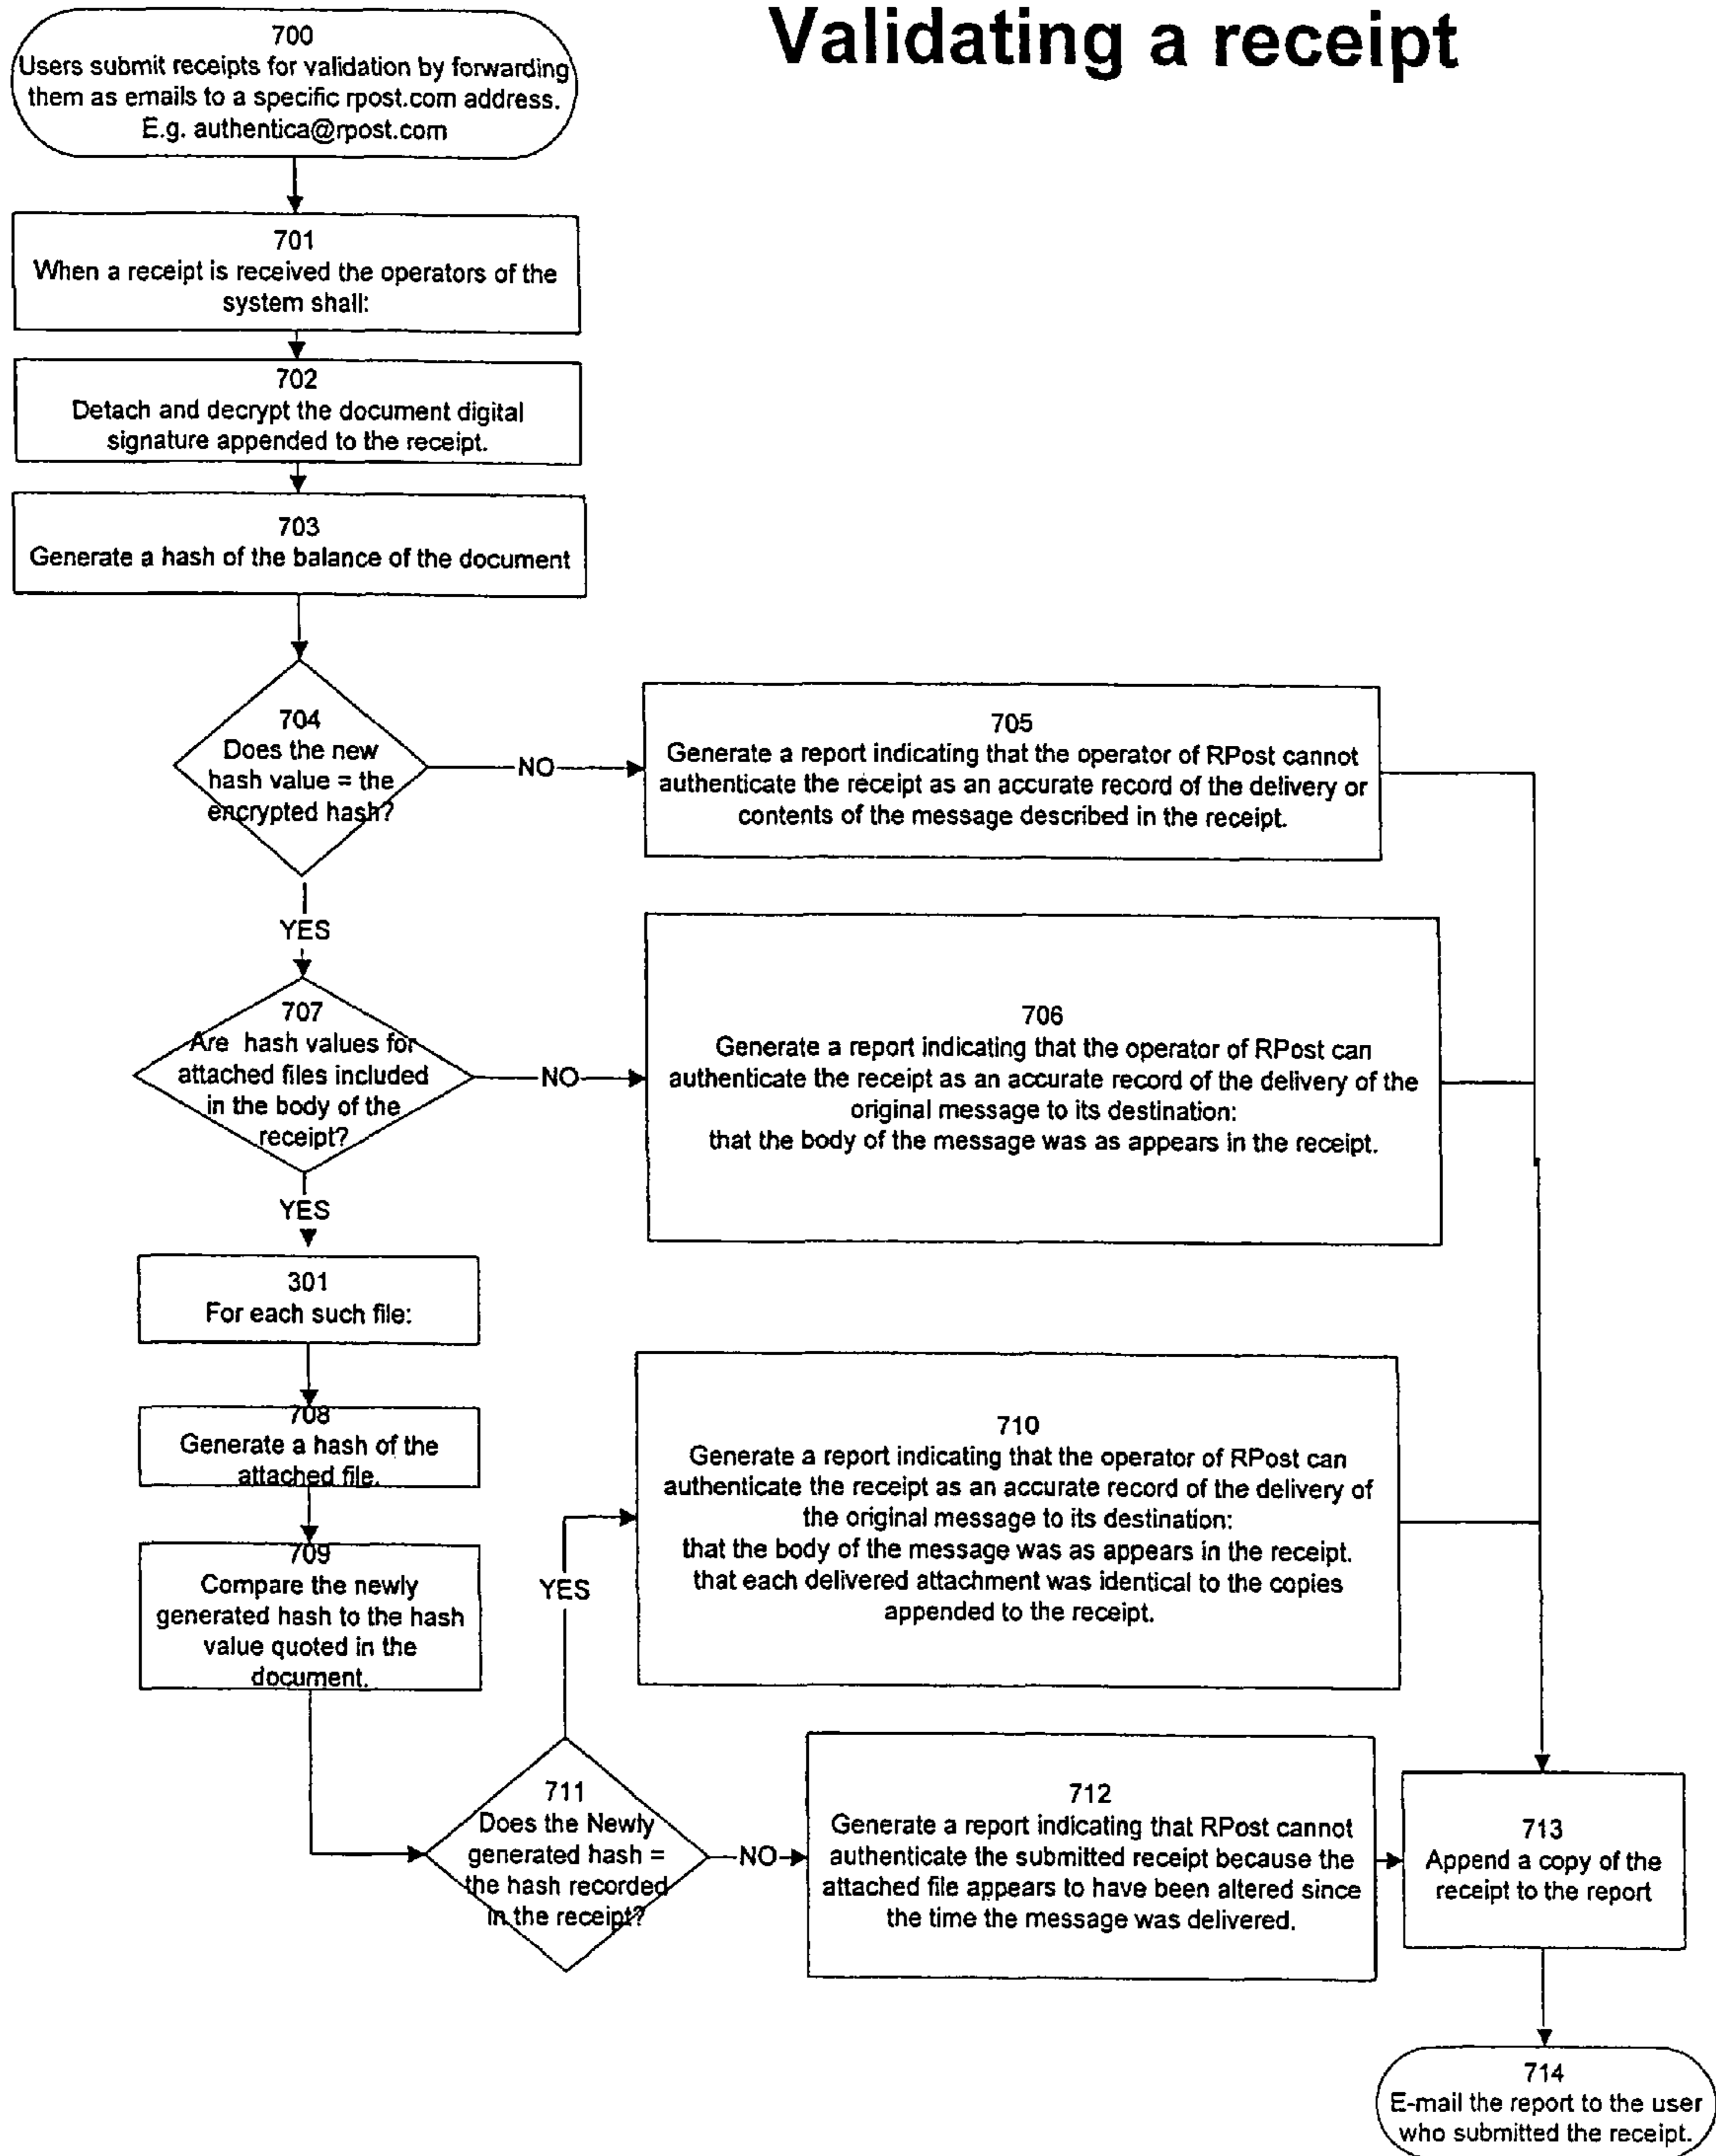 Validating a receipt
700
Users submit receipts for validation by forwarding
them as emails to a specific rpost.com address.
E.g. authentica@rpost.com
701
When a receipt is received the operators of the
system shall:
702
Detach and decrypt the document digital
signature appended to the receipt.
703
Generate a hash of the balance of the document
704
Does the new
hash value = the
encrypted hash?
NO
705
Generate a report indicating that the operator of RPost cannot
authenticate the receipt as an accurate record of the delivery or
contents of the message described in the receipt.
YES
707
Are hash values for
attached files included
in the body of the
receipt?
NO
706
Generate a report indicating that the operator of RPost can
authenticate the receipt as an accurate record of the delivery of the
original message to its destination:
that the body of the message was as appears in the receipt.
YES
301
For each such file:
708
Generate a hash of the
attached file.
709
Compare the newly
generated hash to the hash
value quoted in the
document.
YES
710
Generate a report indicating that the operator of RPost can
authenticate the receipt as an accurate record of the delivery of
the original message to its destination:
that the body of the message was as appears in the receipt.
that each delivered attachment was identical to the copies
appended to the receipt.
711
Does the Newly
generated hash =
the hash recorded
in the receipt?
NO
712
Generate a report indicating that RPost cannot
authenticate the submitted receipt because the
attached file appears to have been altered since
the time the message was delivered.
713
Append a copy of the
receipt to the report
714
E-mail the report to the user
who submitted the receipt.